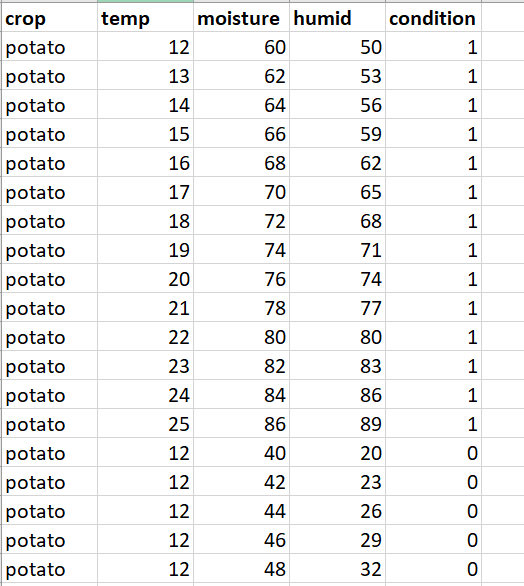 crop temp moisture humid condition
potato 12 60 50 1
potato 13 62 53 1
potato 14 64 56 1
potato 15 66 59 1
potato 16 68 62 1
potato 17 70 65 1
potato 18 72 68 1
potato 19 74 71 1
potato 20 76 74 1
potato 21 78 77 1
potato 22 80 80 1
potato 23 82 83 1
potato 24 84 86 1
potato 25 86 89 1
potato 12 40 20 0
potato 12 42 23 0
potato 12 44 26 0
potato 12 46 29 0
potato 12 48 32 0